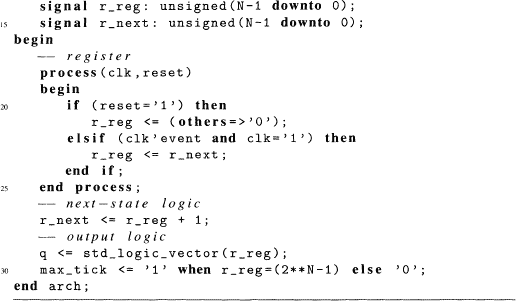 signal r_reg: unsigned(N-1 downto 0);
15 signal r_next: unsigned(N-1 downto 0);
begin
-- register
process(clk,reset)
begin
20 if (reset='1') then
r_reg <= (others=>'0');
elsif (clk'event and clk='1') then
r_reg <= r_next;
end if;
25 end process;
-- next-state logic
r_next <= r_reg + 1;
-- output logic
q <= std_logic_vector(r_reg);
30 max_tick <= '1' when r_reg=(2**N-1) else '0';
end arch;